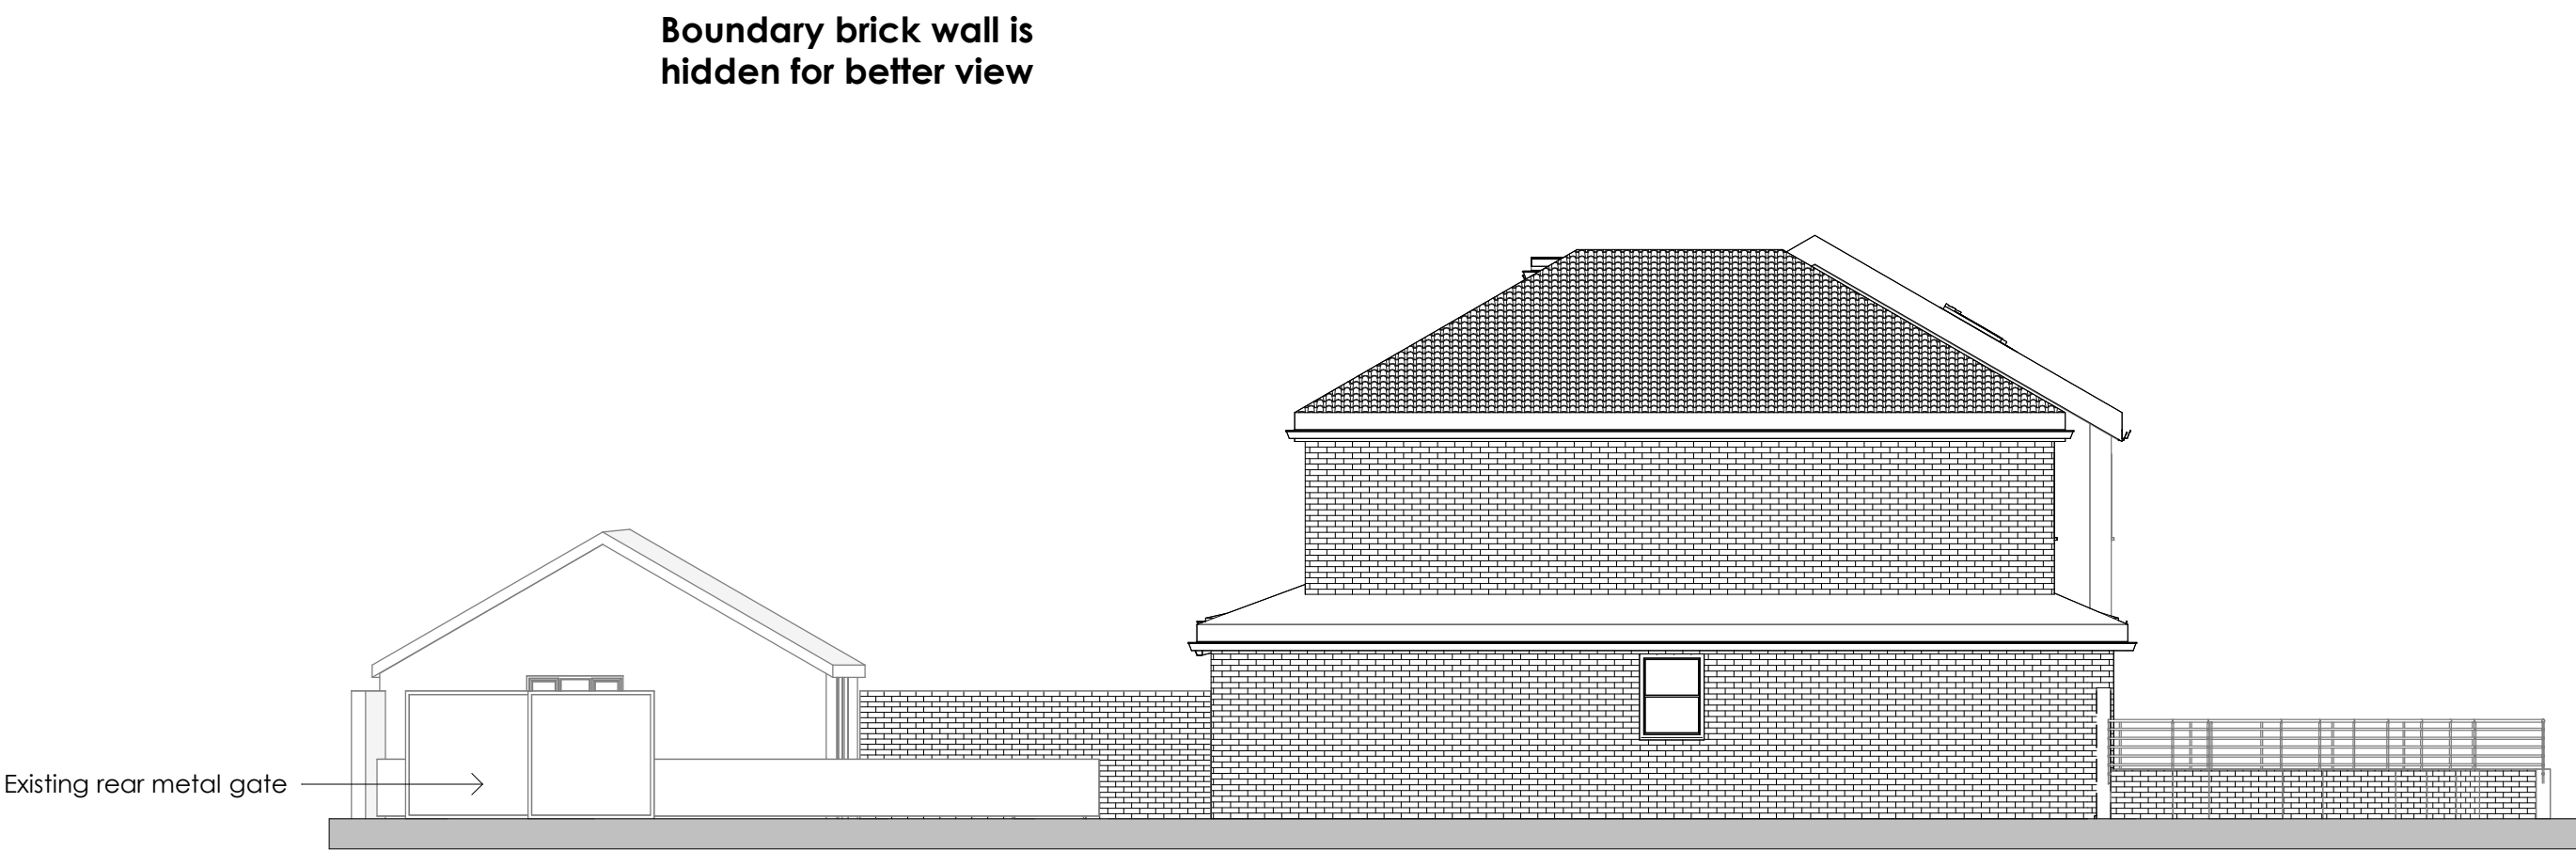 Boundary brick wall is
hidden for better view
Existing rear metal gate